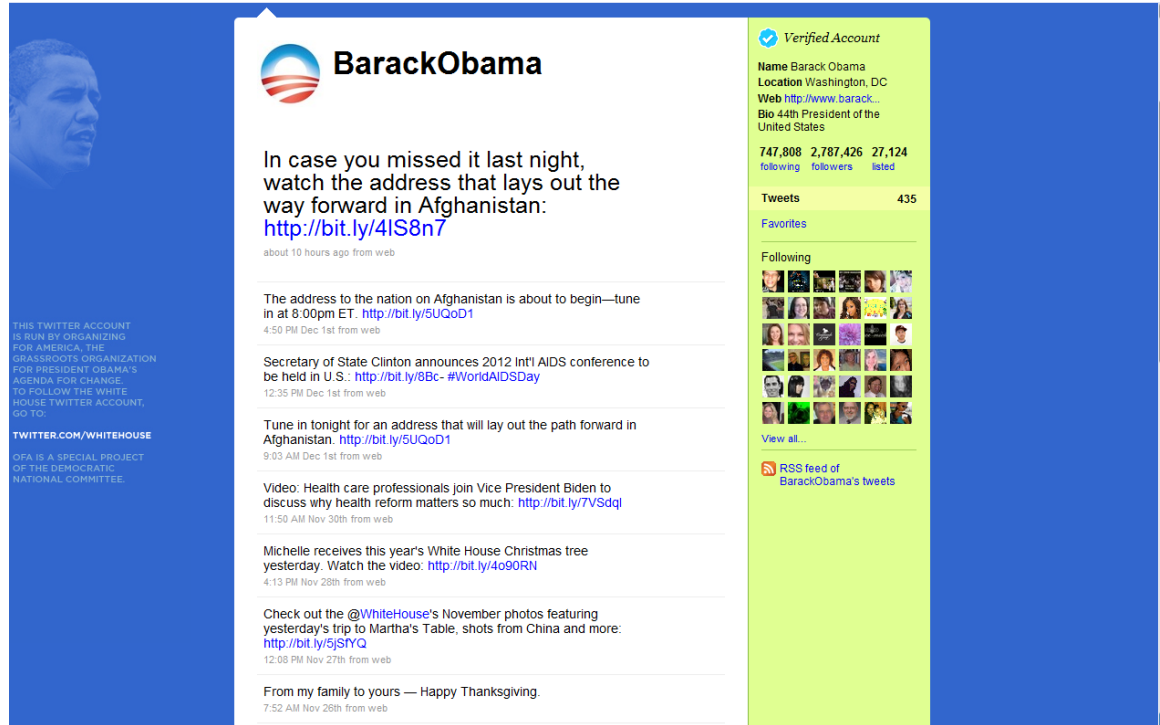 BarackObama
In case you missed it last night,
watch the address that lays out the
way forward in Afghanistan:
http://bit.ly/4IS8n7
about 10 hours ago from web
The address to the nation on Afghanistan is about to begin—tune
in at 8:00pm ET. http://bit.ly/5UQoD1
4:50 PM Dec 1st from web
Secretary of State Clinton announces 2012 Int'l AIDS conference to
be held in U.S.: http://bit.ly/8Bc- #WorldAIDSDay
12:35 PM Dec 1st from web
Tune in tonight for an address that will lay out the path forward in
Afghanistan. http://bit.ly/5UQoD1
9:03 AM Dec 1st from web
Video: Health care professionals join Vice President Biden to
discuss why health reform matters so much: http://bit.ly/7VSdql
11:50 AM Nov 30th from web
Michelle receives this year's White House Christmas tree
yesterday. Watch the video: http://bit.ly/4o90RN
4:13 PM Nov 28th from web
Check out the @WhiteHouse's November photos featuring
yesterday's trip to Martha's Table, shots from China and more:
http://bit.ly/5jSfYQ
12:08 PM Nov 27th from web
From my family to yours — Happy Thanksgiving.
7:52 AM Nov 26th from web
THIS TWITTER ACCOUNT
IS RUN BY ORGANIZING
FOR AMERICA, THE
GRASSROOTS ORGANIZATION
FOR PRESIDENT OBAMA'S
AGENDA FOR CHANGE.
TO FOLLOW THE WHITE
HOUSE TWITTER ACCOUNT,
GO TO:
TWITTER.COM/WHITEHOUSE
OFA IS A SPECIAL PROJECT
OF THE DEMOCRATIC
NATIONAL COMMITTEE.
Verified Account
Name Barack Obama
Location Washington, DC
Web http://www.barack...
Bio 44th President of the
United States
747,808 2,787,426 27,124
following followers listed
Tweets 435
Favorites
Following
View all...
RSS feed of
BarackObama's tweets